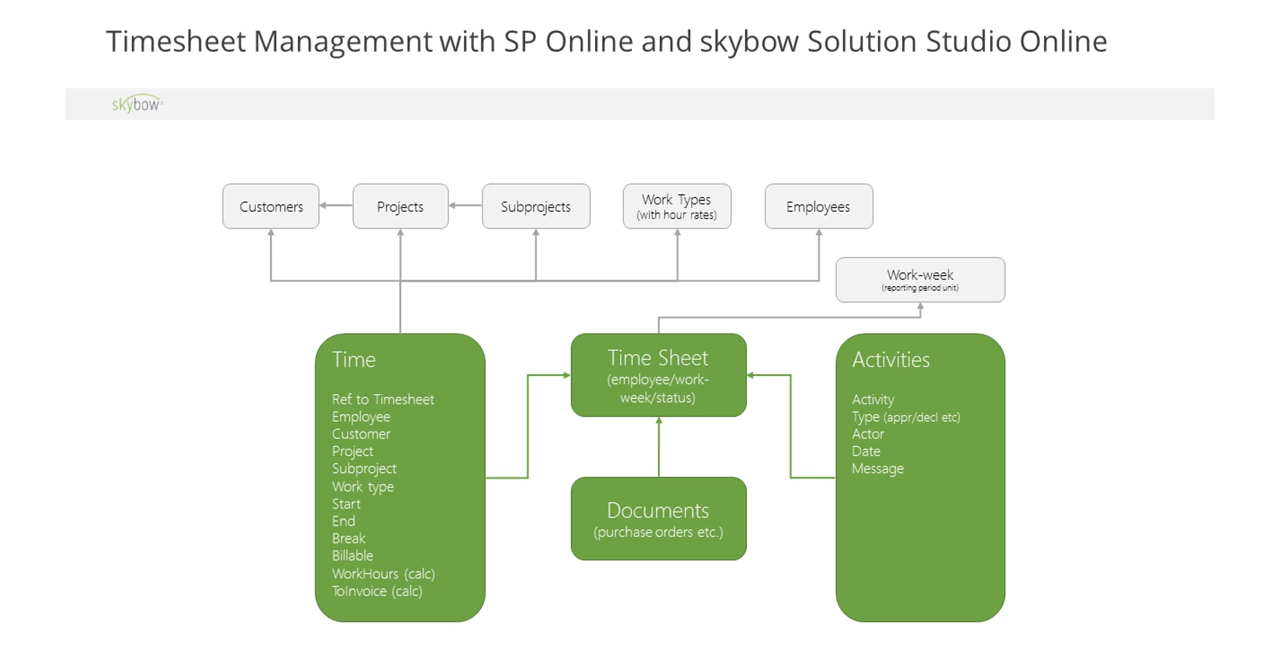 Timesheet Management with SP Online and skybow Solution Studio Online
skybow
Customers
Projects
Subprojects
Work Types
(with hour rates)
Employees
Work-week
(reporting period unit)
Time
Ref to Timesheet
Employee
Customer
Project
Subproject
Work type
Start
End
Break
Billable
WorkHours (calc)
ToInvoice (calc)
Time Sheet
(employee/work-
week/status)
Documents
(purchase orders etc.)
Activities
Activity
Type (appr/decl etc)
Actor
Date
Message